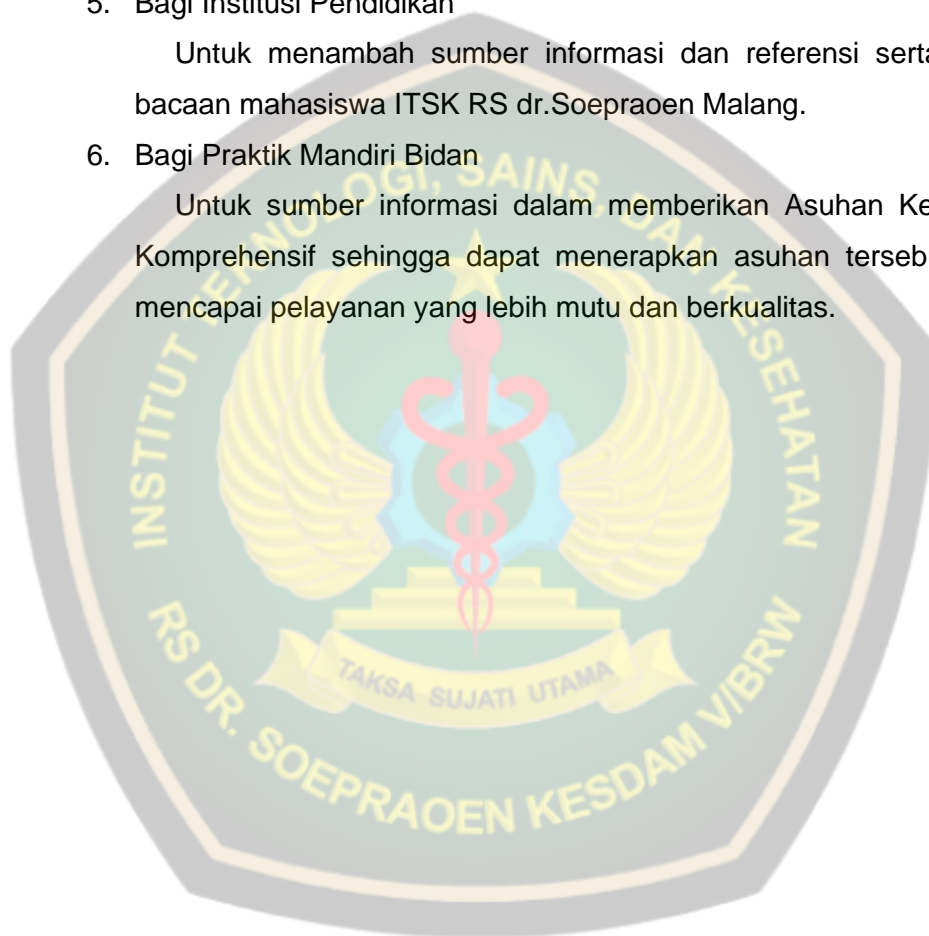 5. Bagi Institusi Pendidikan
Untuk menambah sumber informasi dan referensi serta
bacaan mahasiswa ITSK RS dr.Soepraoen Malang.
6. Bagi Praktik Mandiri Bidan
Untuk sumber informasi dalam memberikan Asuhan Ke
Komprehensif sehingga dapat menerapkan asuhan terseb
mencapai pelayanan yang lebih mutu dan berkualitas.
INSTITUT TEKNOLOGI, SAINS, DAN KESEHATAN
TAKSA SUJATI UTAMA
RS DR. SOEPRAOEN KESDAM V/BRW